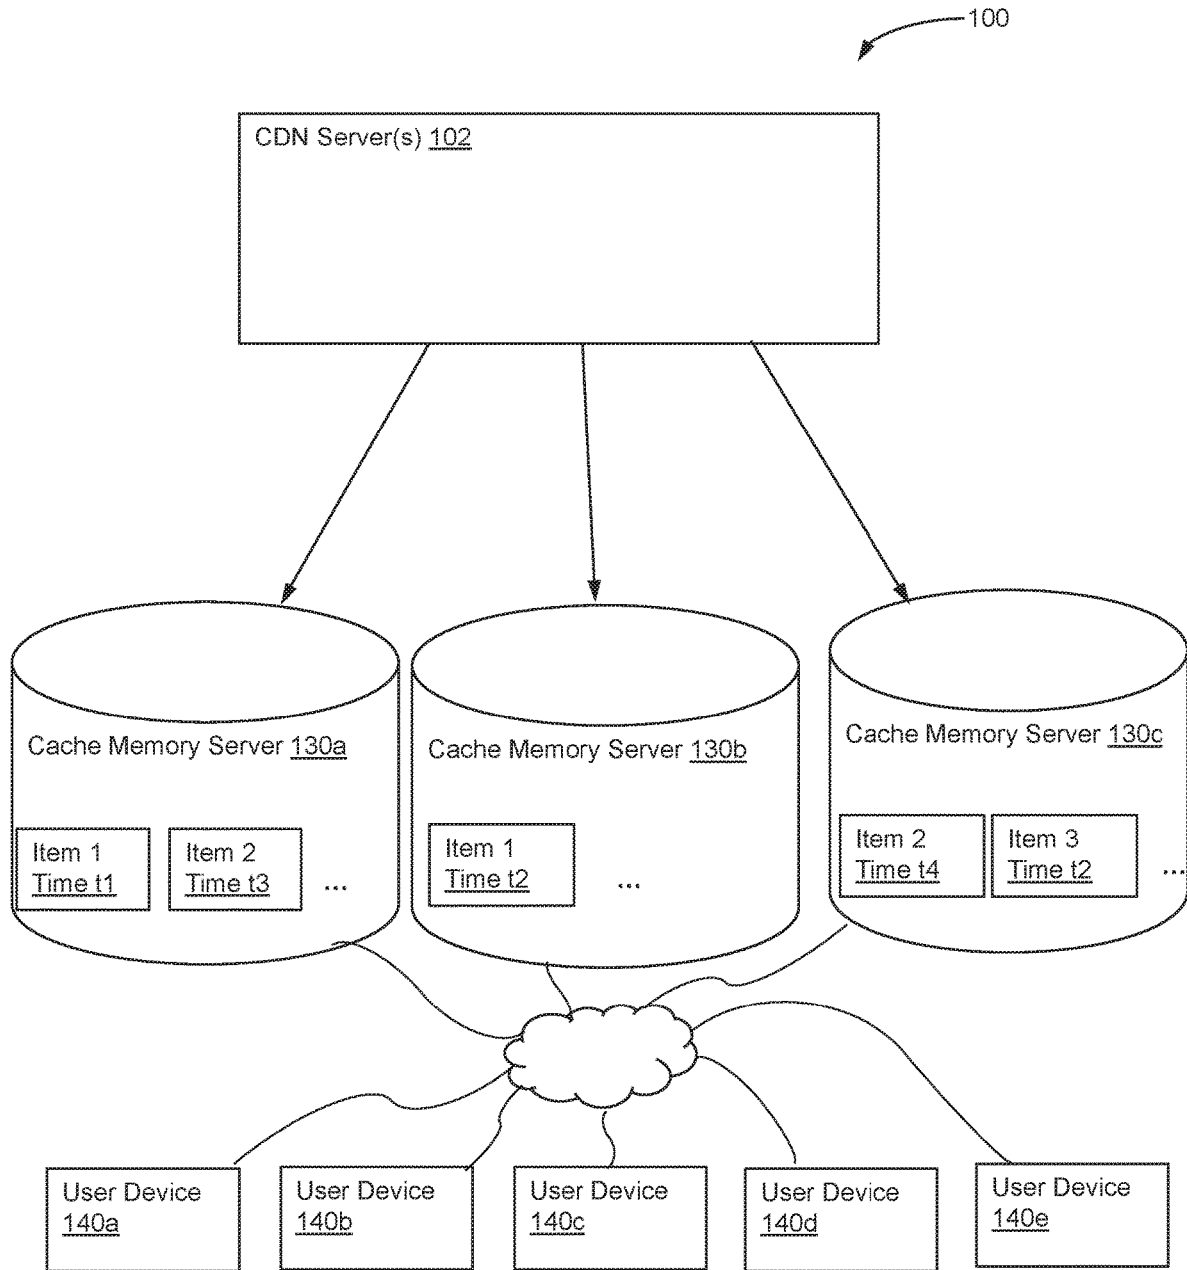 100
CDN Server(s) 102
Cache Memory Server 130a
Cache Memory Server 130b
Cache Memory Server 130c
Item 1
Time t1
Item 2
Time t3
...
Item 1
Time t2
...
Item 2
Time t4
Item 3
Time t2
...
User Device
140a
User Device
140b
User Device
140c
User Device
140d
User Device
140e